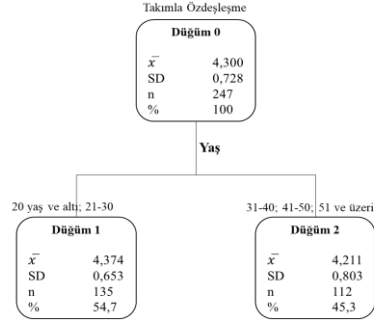 Takımla Özdeşleşme
Düğüm 0
x̄ 4,300
SD 0,728
n 247
% 100
Yaş
20 yaş ve altı; 21-30
Düğüm 1
x̄ 4,374
SD 0,653
n 135
% 54,7
31-40; 41-50; 51 ve üzeri
Düğüm 2
x̄ 4,211
SD 0,803
n 112
% 45,3